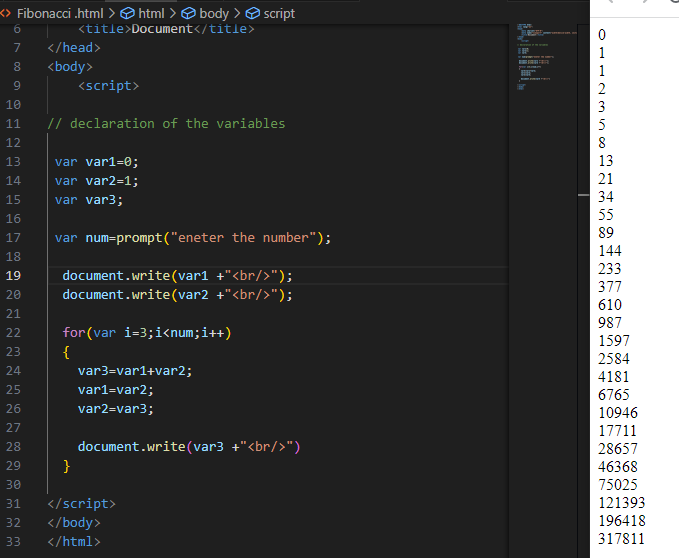 Fibonacci .html > html > body > script
6 <title>Document</title>
7 </head>
8 <body>
9 <script>
10
11 // declaration of the variables
12
13 var var1=0;
14 var var2=1;
15 var var3;
16
17 var num=prompt("eneter the number");
18
19 document.write(var1 +"<br/>");
20 document.write(var2 +"<br/>");
21
22 for(var i=3;i<num;i++)
23 {
24 var3=var1+var2;
25 var1=var2;
26 var2=var3;
27
28 document.write(var3 +"<br/>")
29 }
30
31 </script>
32 </body>
33 </html>
0
1
1
2
3
5
8
13
21
34
55
89
144
233
377
610
987
1597
2584
4181
6765
10946
17711
28657
46368
75025
121393
196418
317811